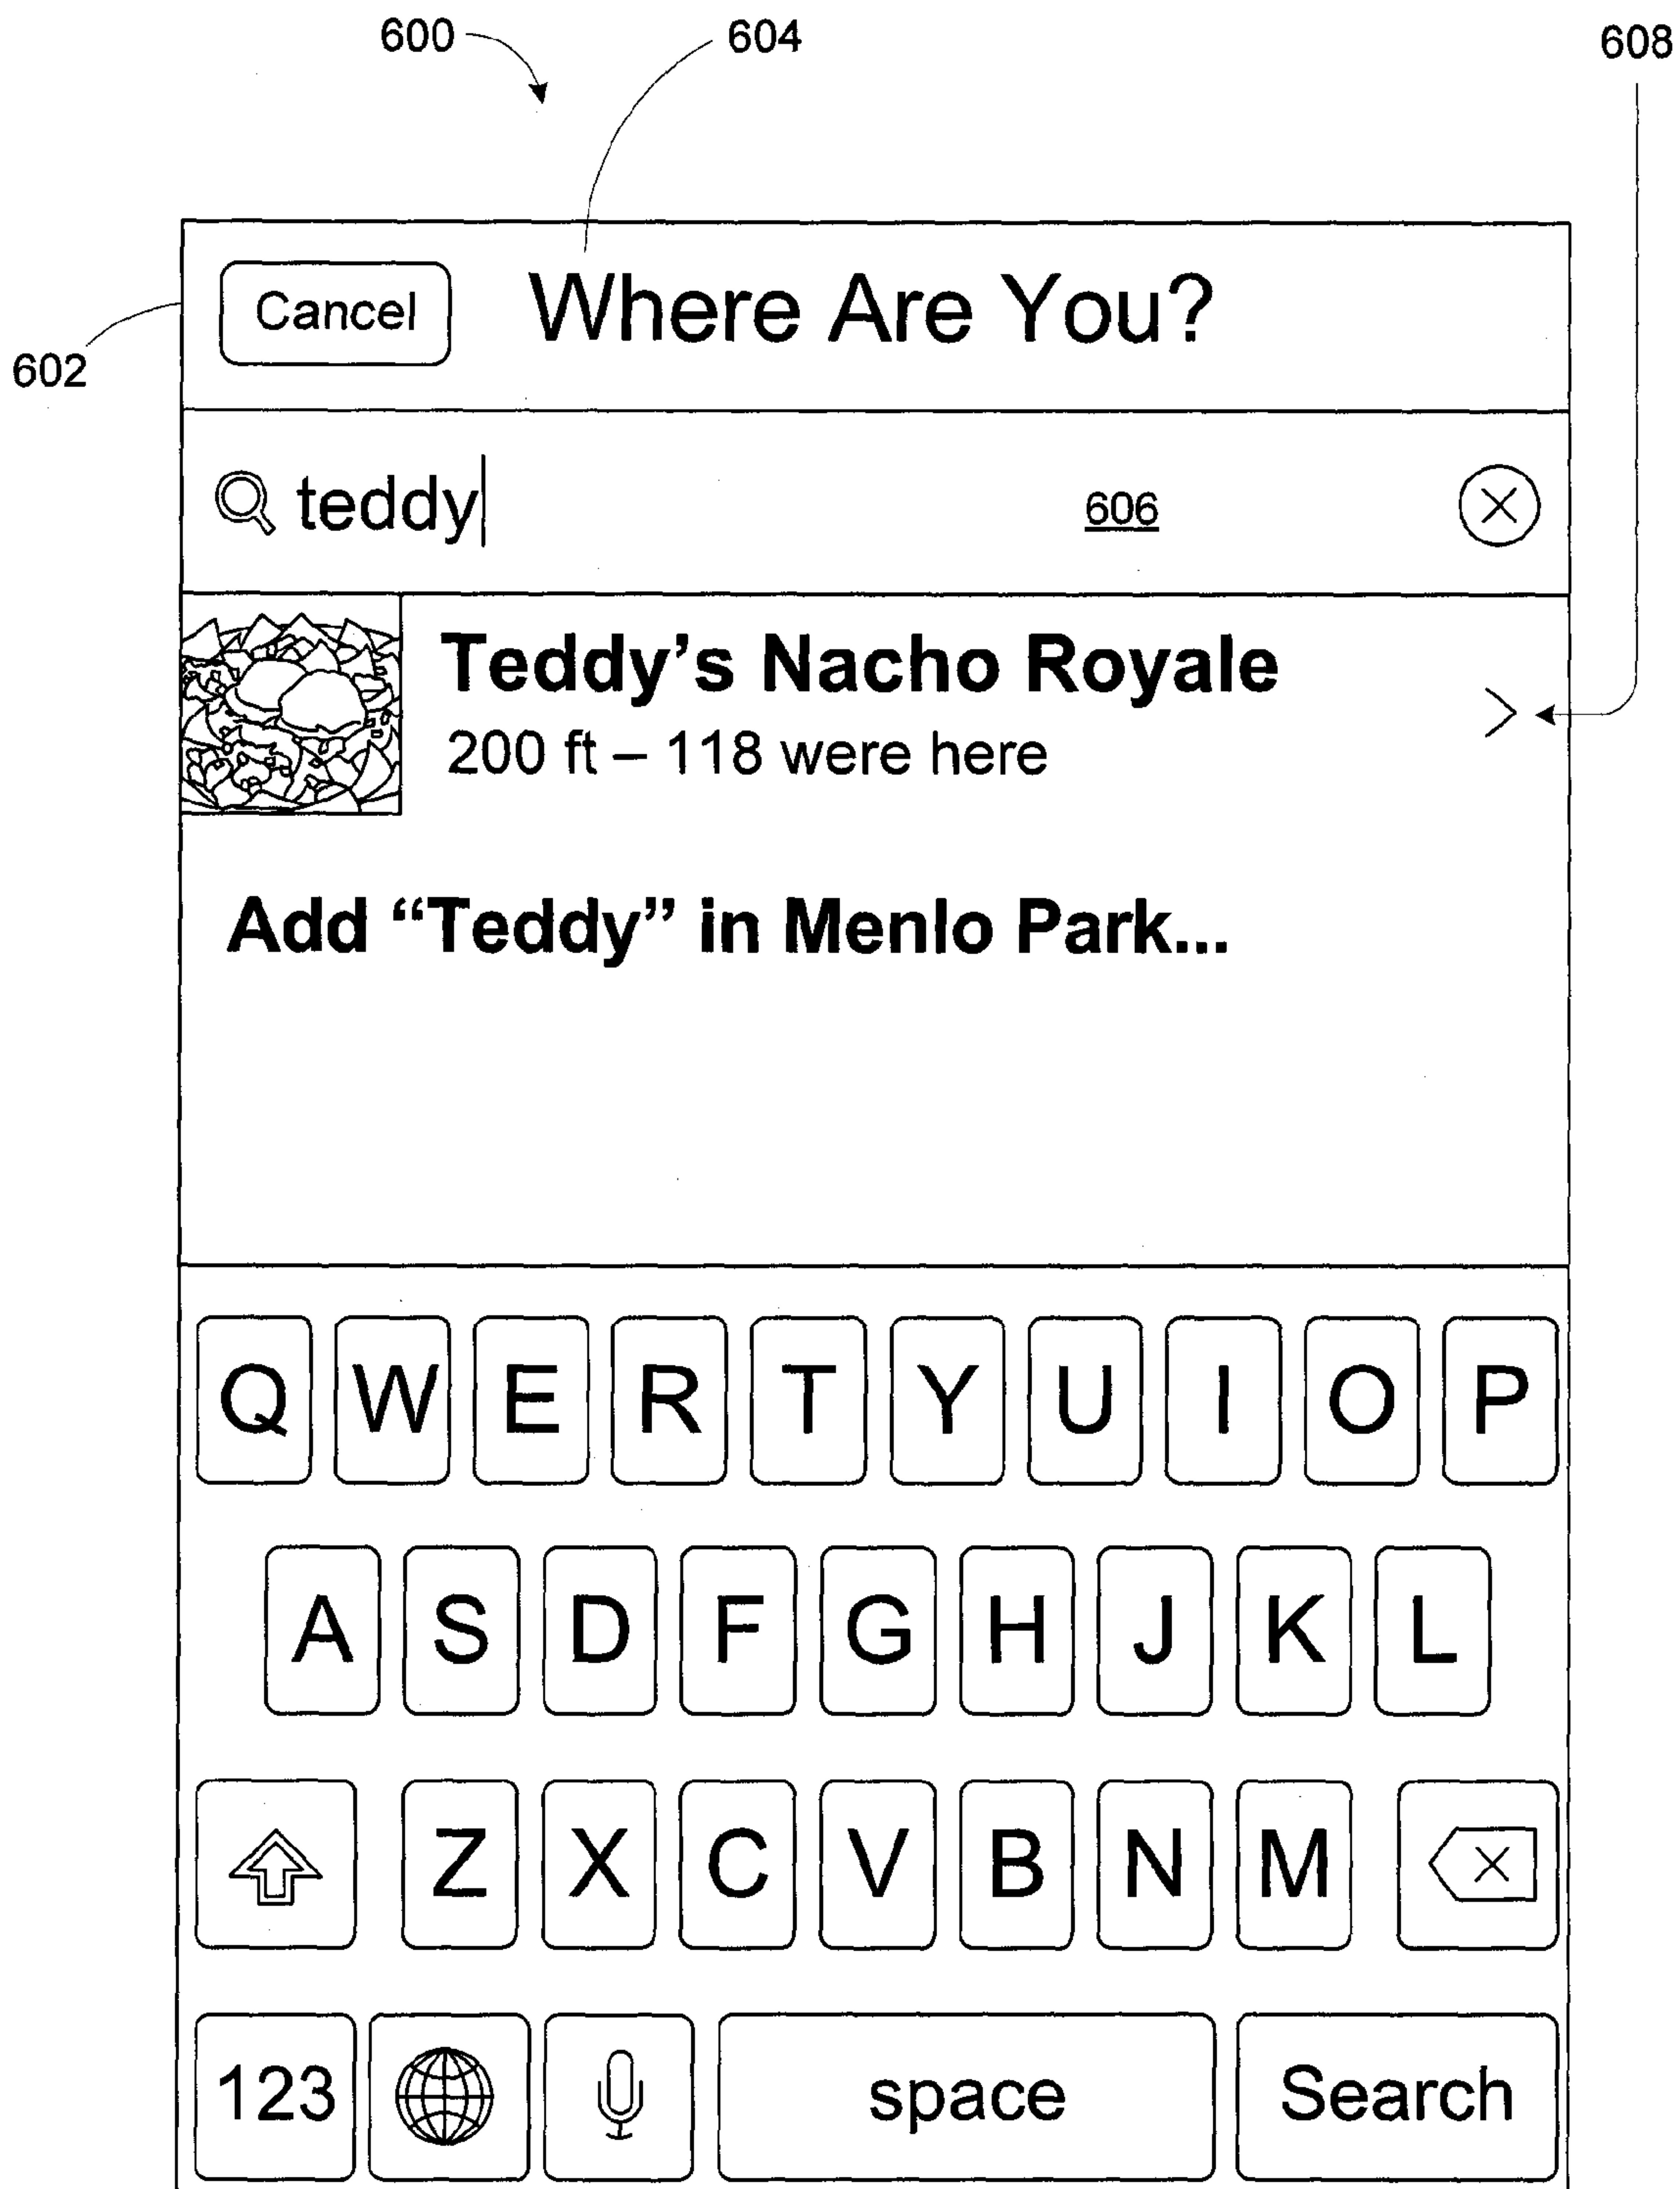 600 604 608
Cancel Where Are You?
602
teddy 606
Teddy’s Nacho Royale
200 ft – 118 were here
Add “Teddy” in Menlo Park...
Q W E R T Y U I O P
A S D F G H J K L
Z X C V B N M
123 space Search